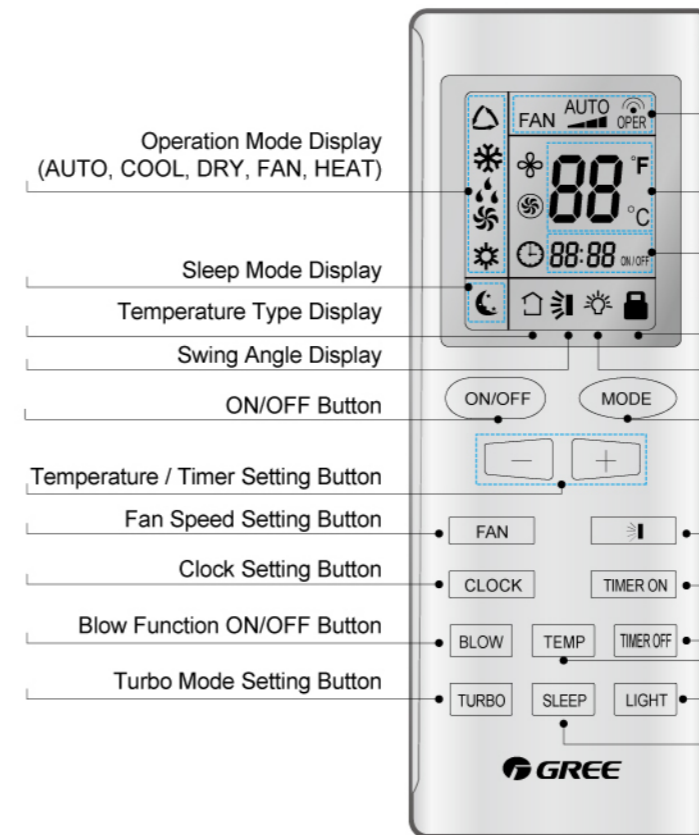 Operation Mode Display
(AUTO, COOL, DRY, FAN, HEAT)
Sleep Mode Display
Temperature Type Display
Swing Angle Display
ON/OFF Button
Temperature / Timer Setting Button
Fan Speed Setting Button
Clock Setting Button
Blow Function ON/OFF Button
Turbo Mode Setting Button
FAN AUTO OPER
88 °F
°C
88:88 ON/OFF
ON/OFF MODE
− +
FAN
CLOCK TIMER ON
BLOW TEMP TIMER OFF
TURBO SLEEP LIGHT
GREE